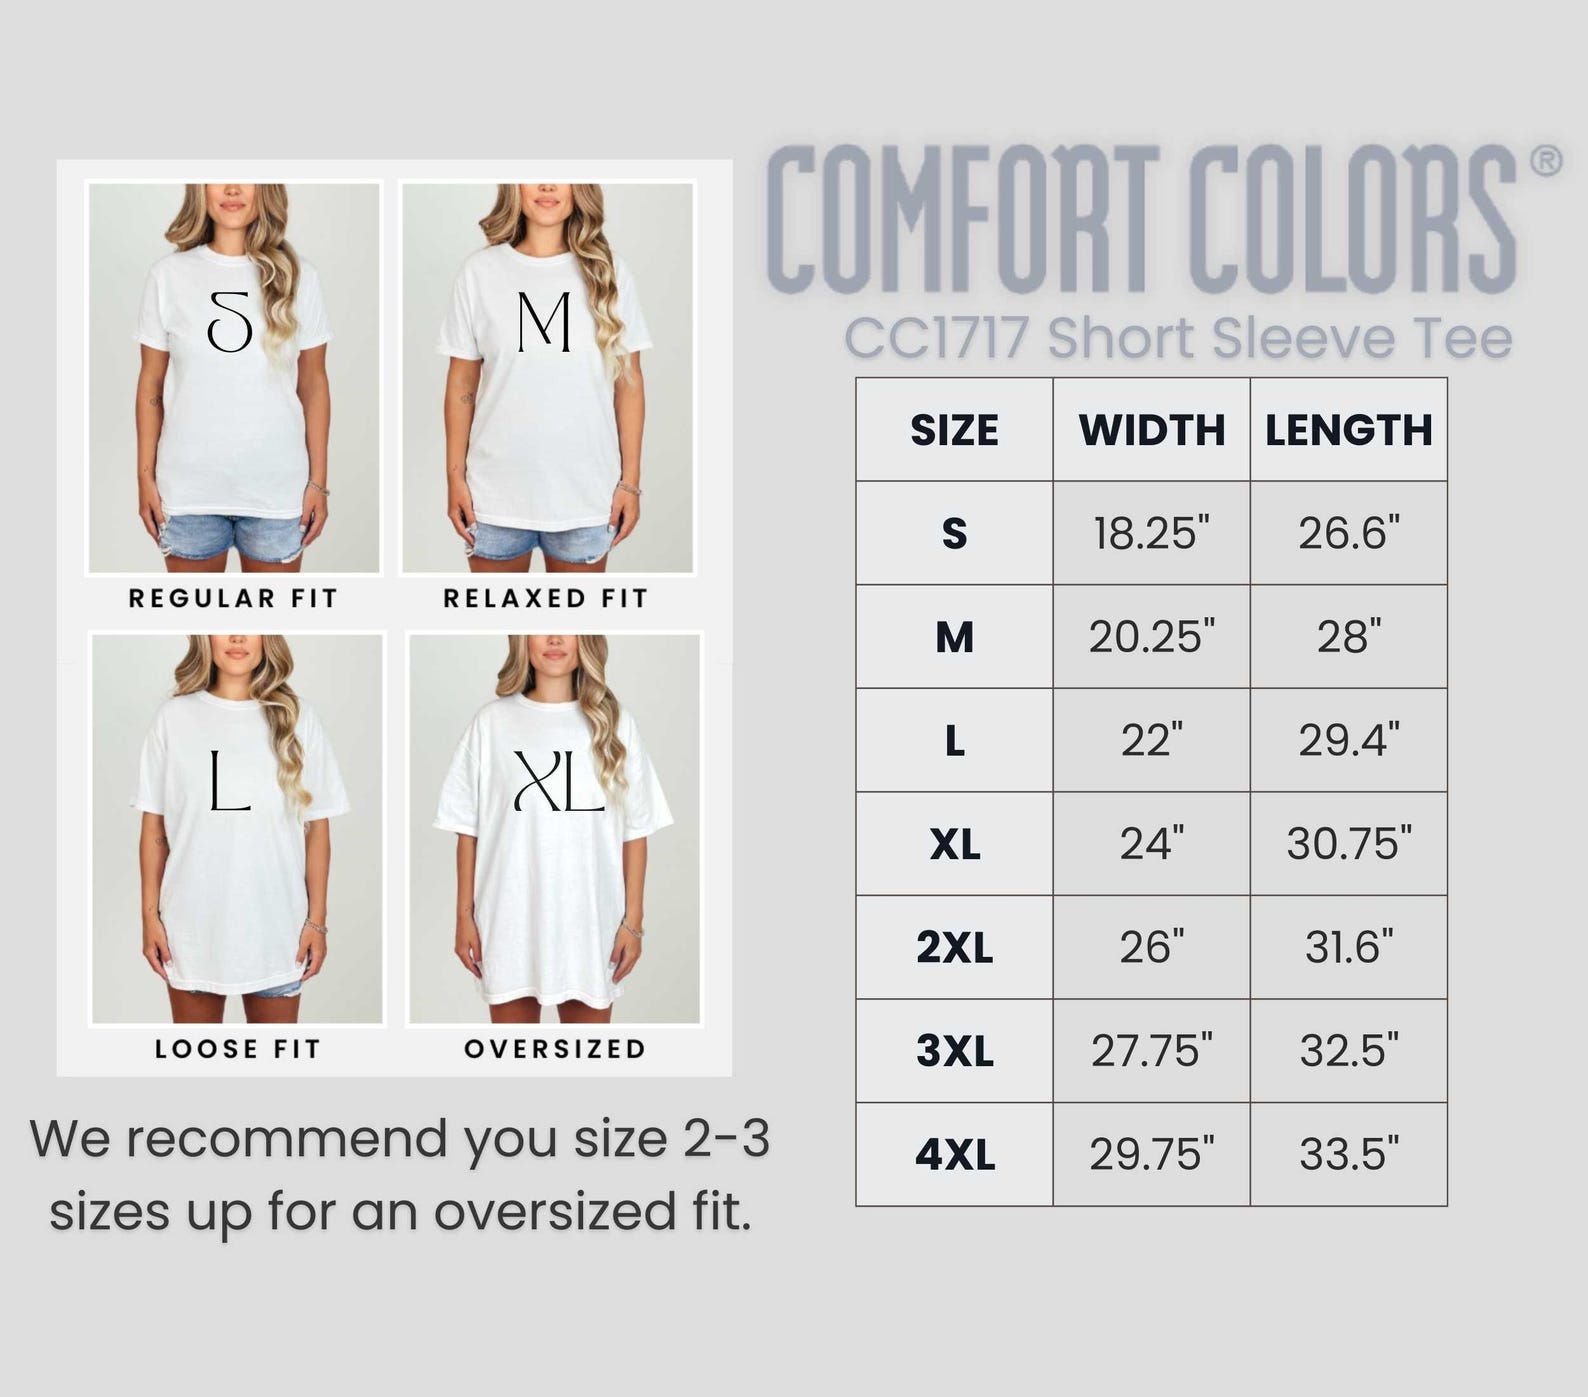 COMFORT COLORS®
CC1717 Short Sleeve Tee
S
M
REGULAR FIT
RELAXED FIT
L
XL
LOOSE FIT
OVERSIZED
We recommend you size 2-3
sizes up for an oversized fit.
SIZE WIDTH LENGTH
S 18.25" 26.6"
M 20.25" 28"
L 22" 29.4"
XL 24" 30.75"
2XL 26" 31.6"
3XL 27.75" 32.5"
4XL 29.75" 33.5"